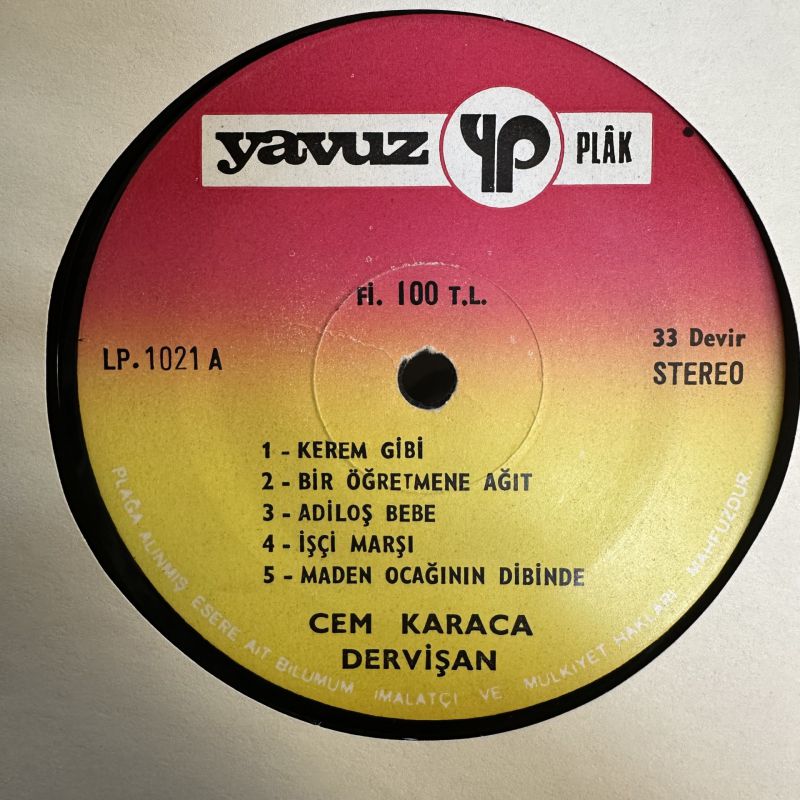 yavuz yp PLÂK
Fİ. 100 T.L.
LP. 1021 A
33 Devir
STEREO
1 - KEREM GİBİ
2 - BİR ÖĞRETMENE AĞIT
3 - ADİLOŞ BEBE
4 - İŞÇİ MARŞI
5 - MADEN OCAĞININ DİBİNDE
CEM KARACA
DERVİŞAN
PLAĞA ALINMIŞ ESERE AİT BİLUMUM İMALATÇI VE MÜLKİYET HAKLARI MAHFUZDUR.